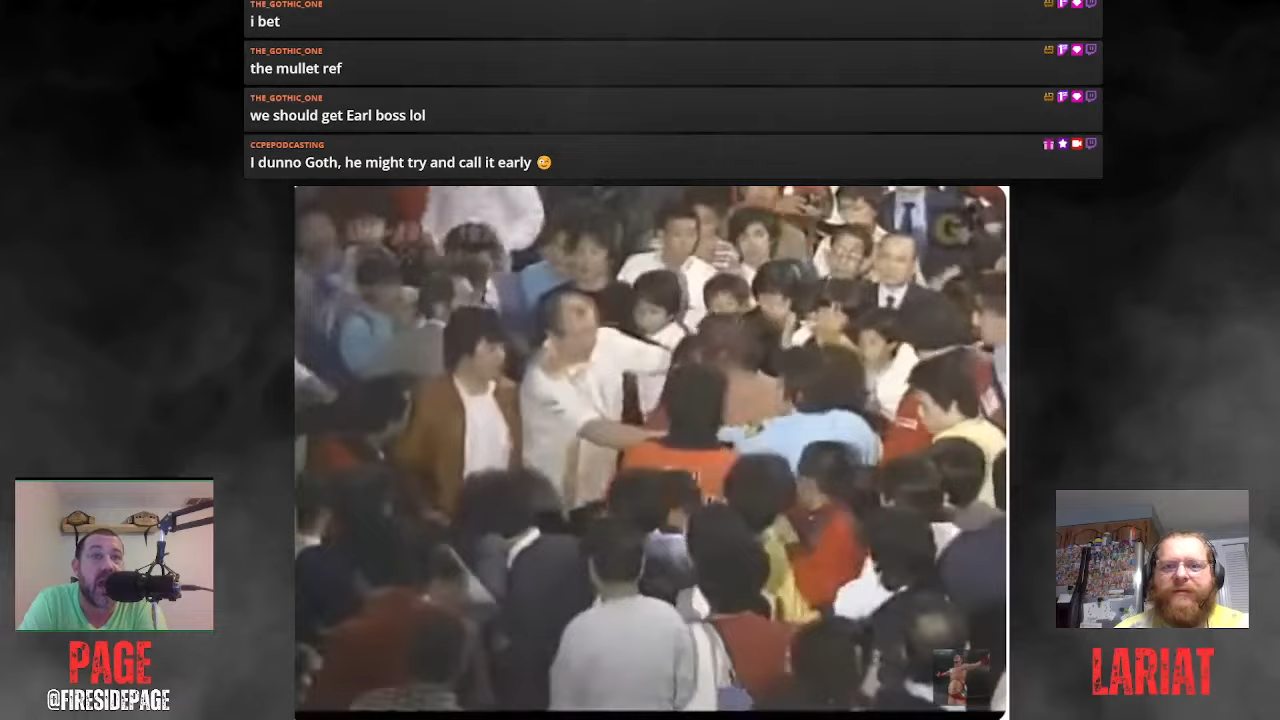 THE_GOTHIC_ONE
i bet
THE_GOTHIC_ONE
the mullet ref
THE_GOTHIC_ONE
we should get Earl boss lol
CCPEPODCASTING
I dunno Goth, he might try and call it early
PAGE
@FIRESIDEPAGE
LARIAT